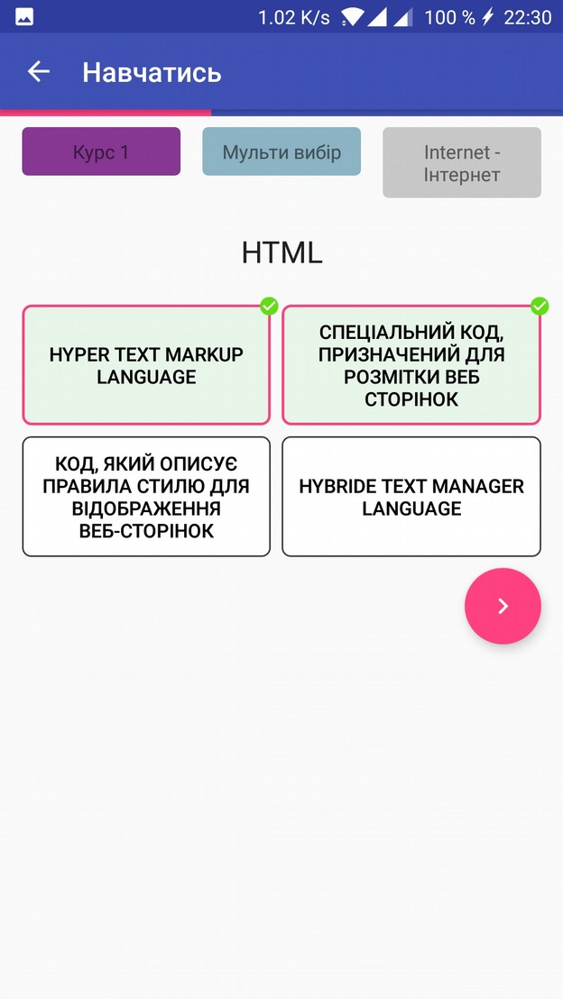 1.02 K/s 100 % 22:30
Навчатись
Курс 1
Мульти вибір
Internet -
Інтернет
HTML
HYPER TEXT MARKUP
LANGUAGE
СПЕЦІАЛЬНИЙ КОД,
ПРИЗНАЧЕНИЙ ДЛЯ
РОЗМІТКИ ВЕБ
СТОРІНОК
КОД, ЯКИЙ ОПИСУЄ
ПРАВИЛА СТИЛЮ ДЛЯ
ВІДОБРАЖЕННЯ
ВЕБ-СТОРІНОК
HYBRIDE TEXT MANAGER
LANGUAGE